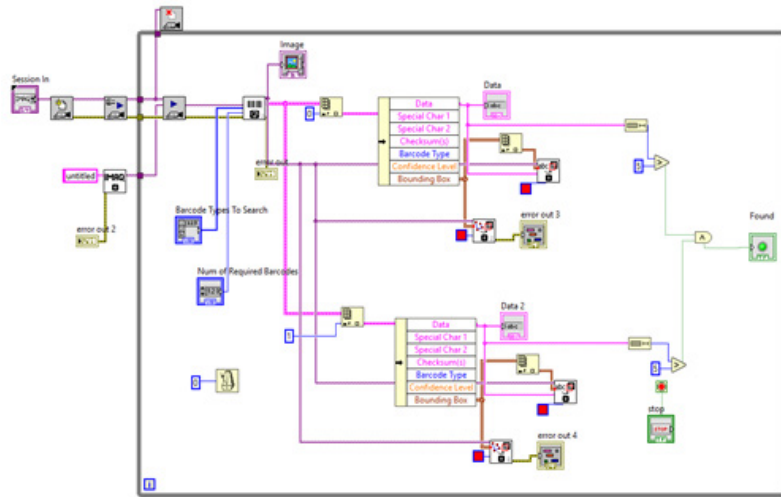 Session In
Image
untitled
IMAQ
error out 2
error out
Barcode Types To Search
Num of Required Barcodes
0
Data
Special Char 1
Special Char 2
Checksum(s)
Barcode Type
Confidence Level
Bounding Box
Data
abc
error out 3
Found
1
Data
Special Char 1
Special Char 2
Checksum(s)
Barcode Type
Confidence Level
Bounding Box
Data 2
abc
error out 4
stop
STOP
i